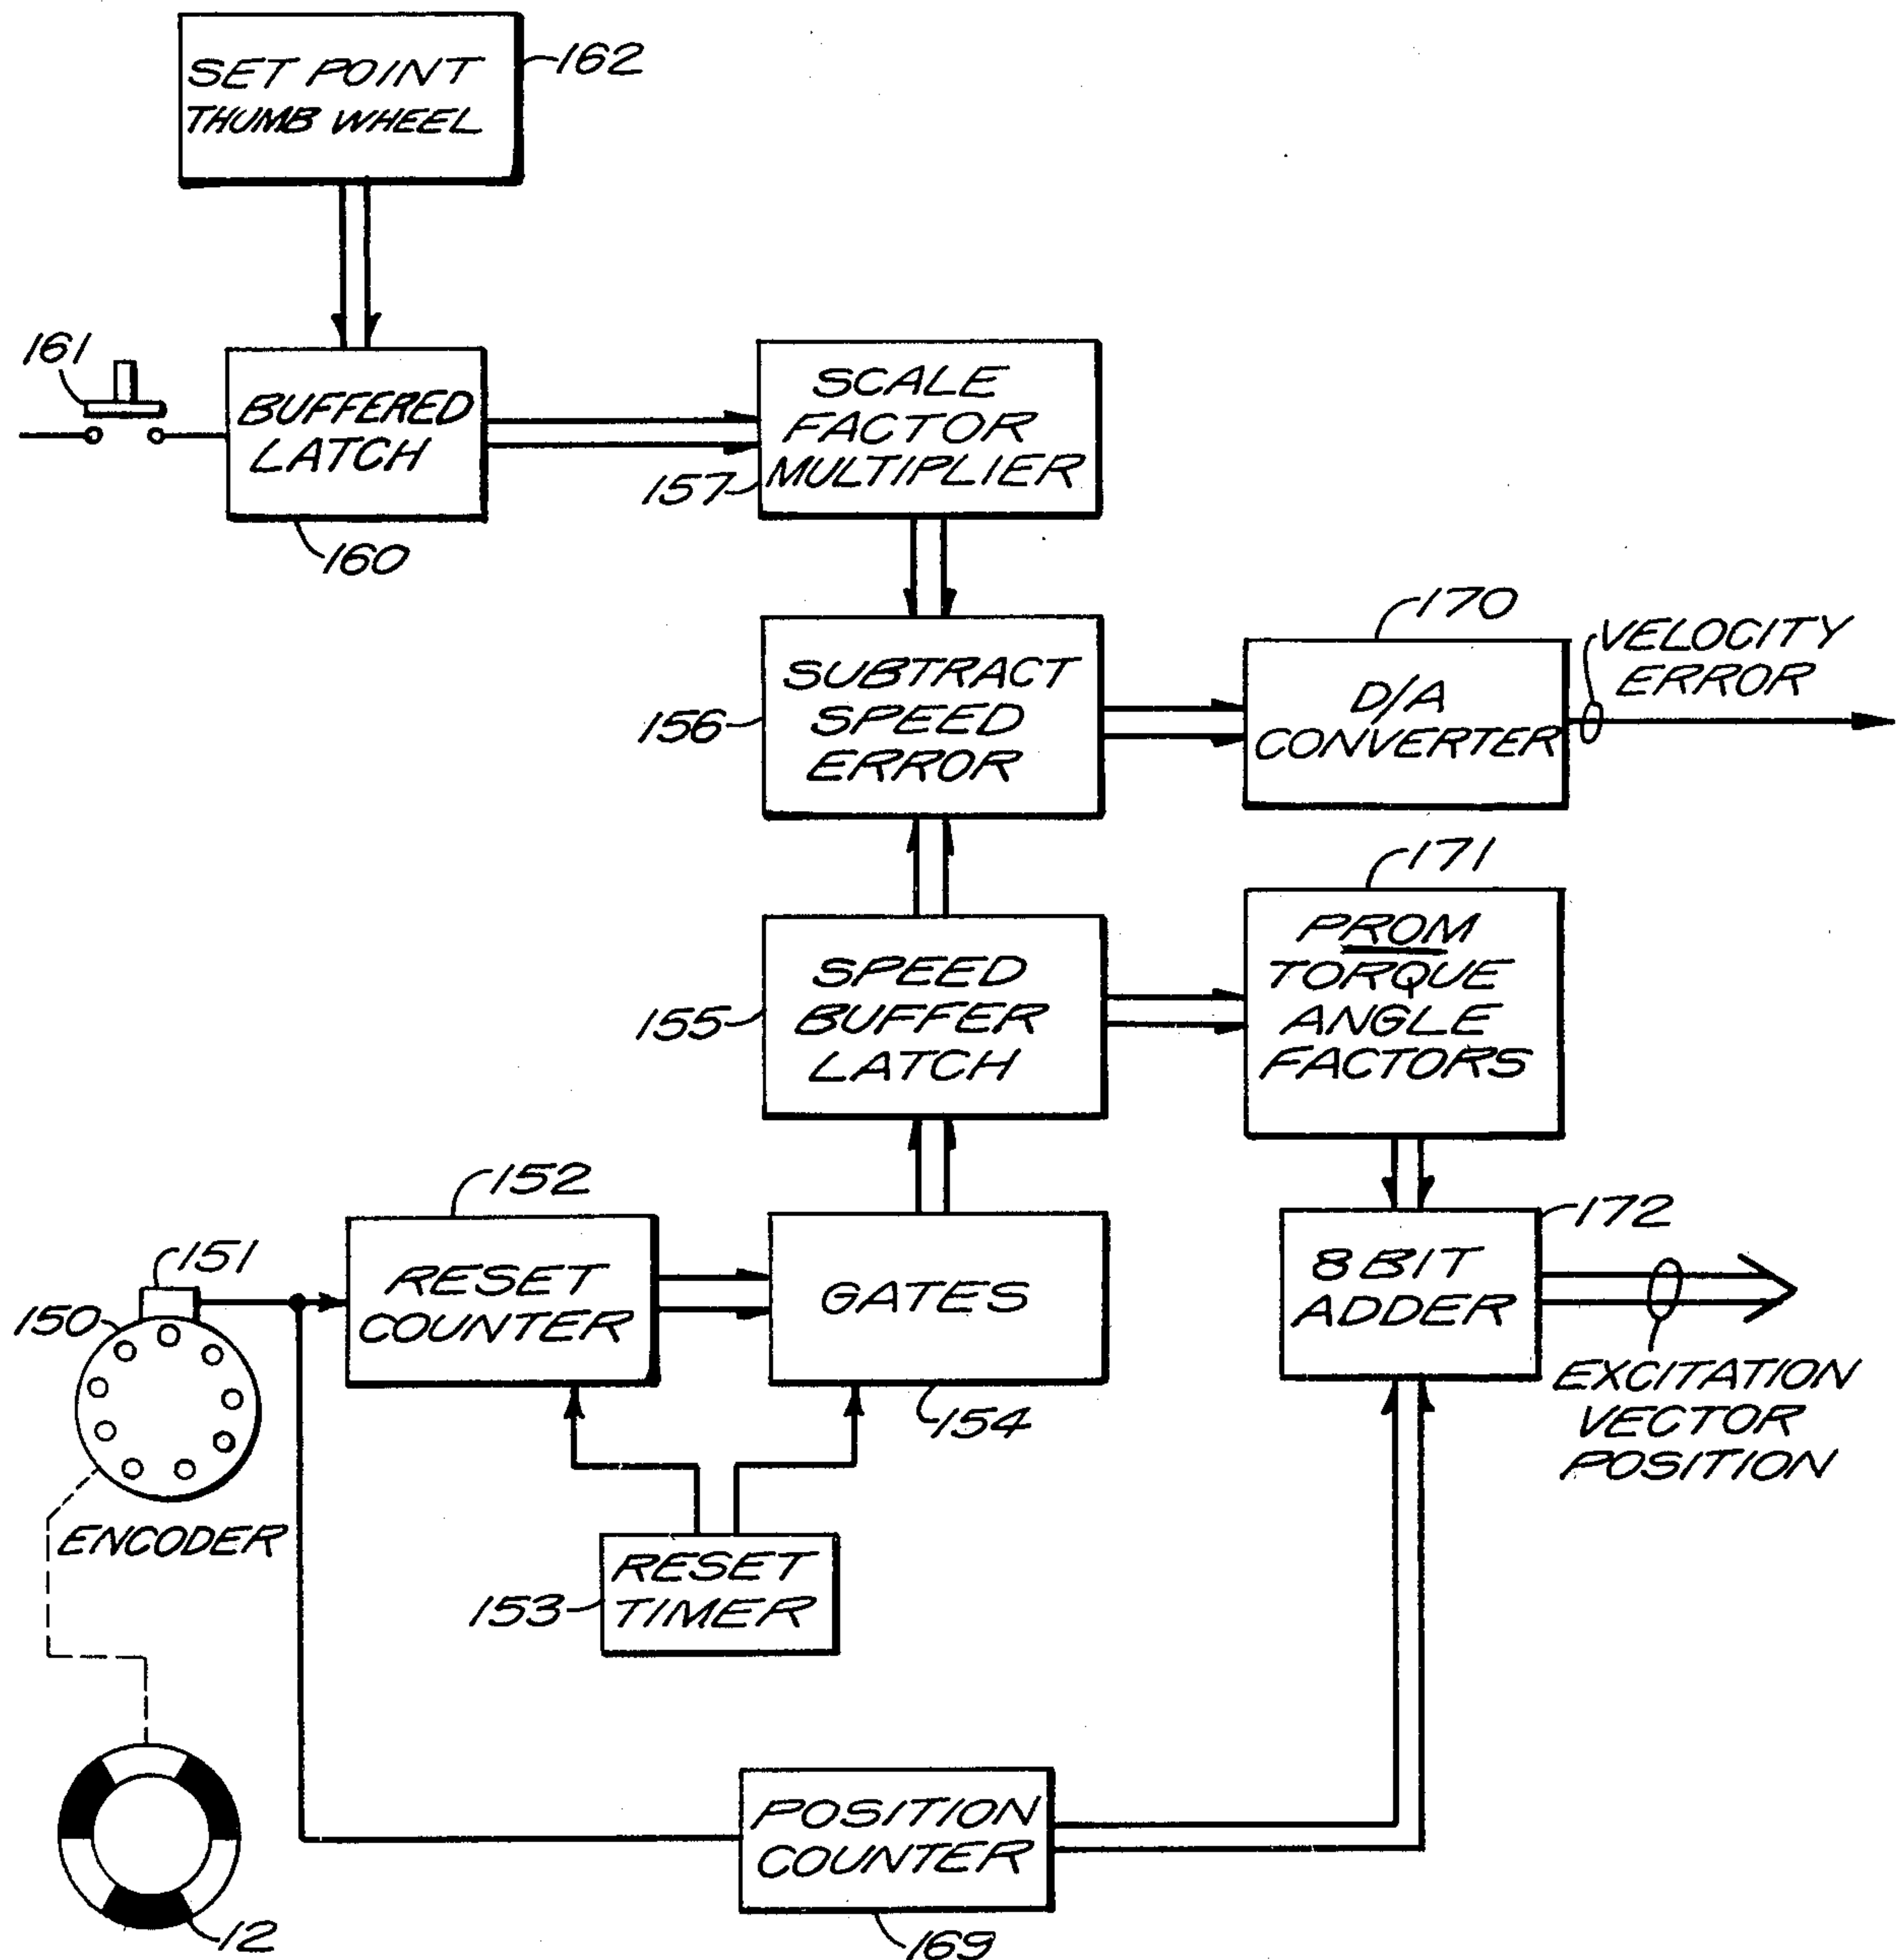 SET POINT
THUMB WHEEL
162
161
BUFFERED
LATCH
160
SCALE
FACTOR
MULTIPLIER
157
SUBTRACT
SPEED
ERROR
156
170
D/A
CONVERTER
VELOCITY
ERROR
SPEED
BUFFER
LATCH
155
171
PROM
TORQUE
ANGLE
FACTORS
152
RESET
COUNTER
151
150
ENCODER
GATES
154
172
8 BIT
ADDER
EXCITATION
VECTOR
POSITION
RESET
TIMER
153
POSITION
COUNTER
169
12